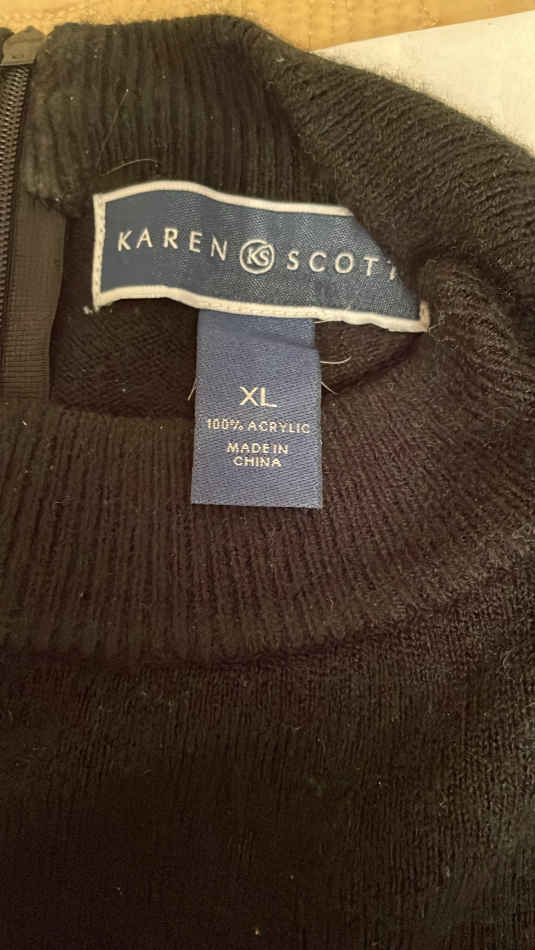 KAREN KS SCOTT
XL
100% ACRYLIC
MADE IN
CHINA